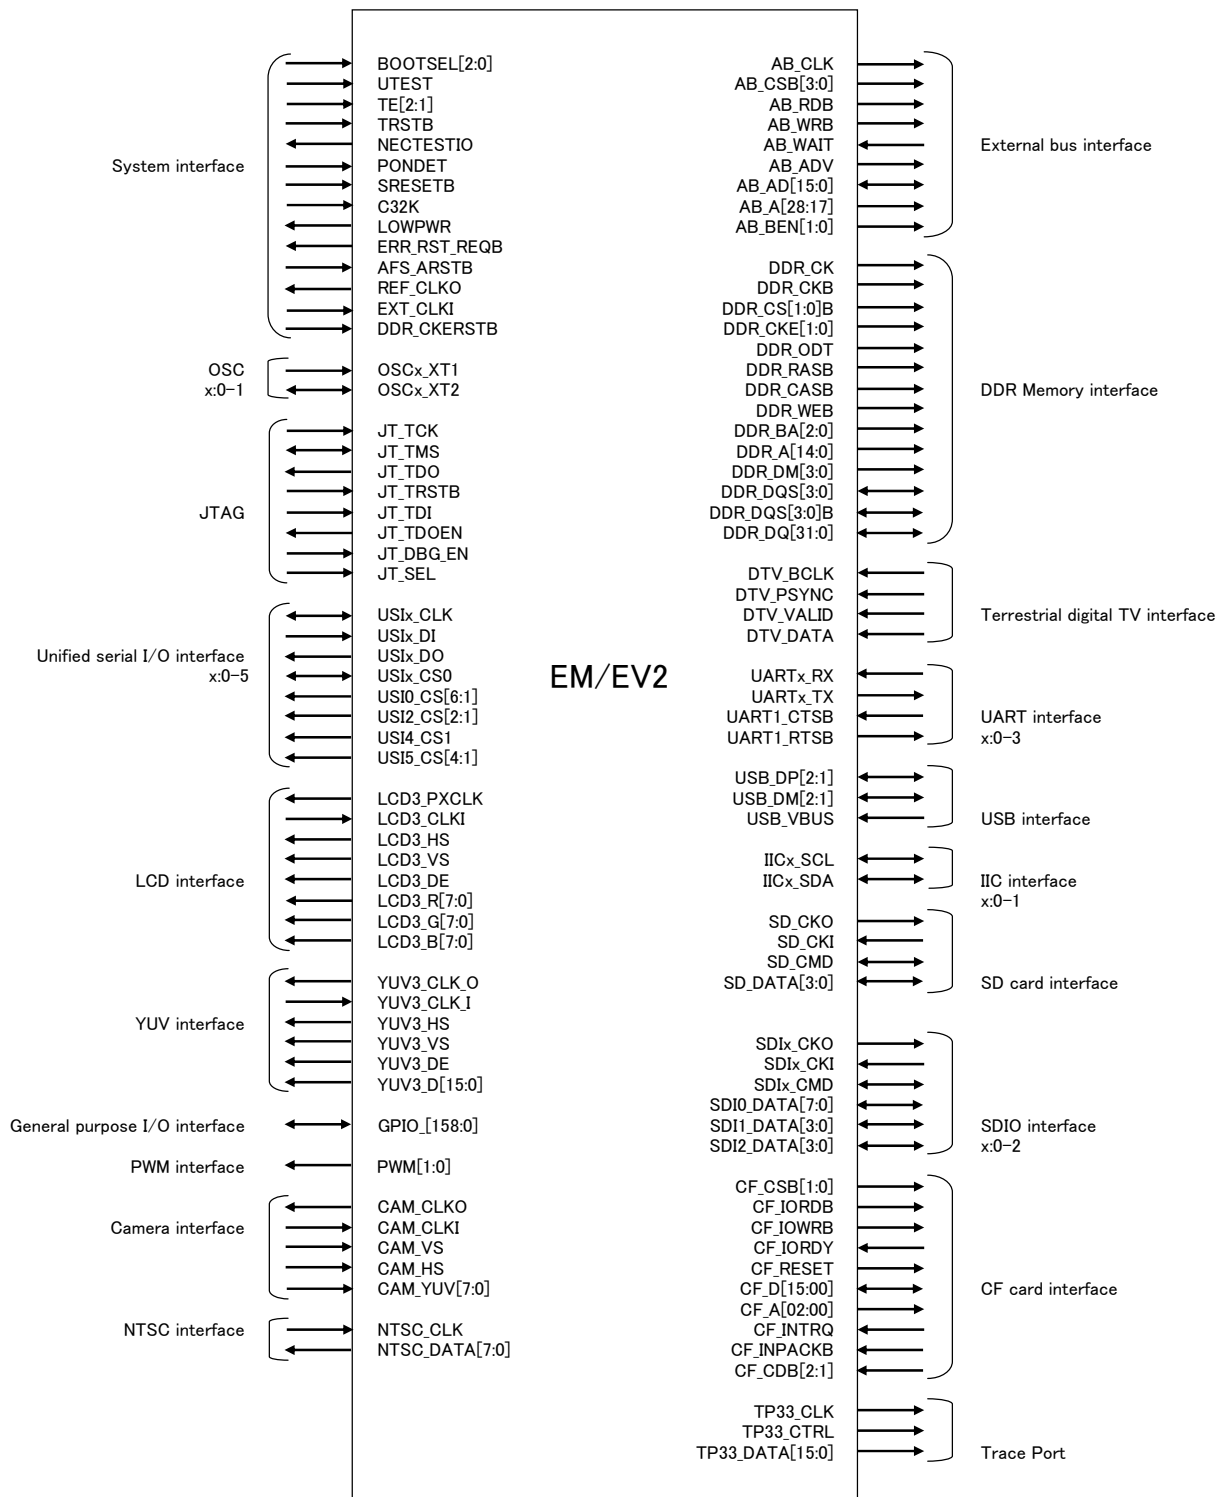 System interface
BOOTSEL[2:0]
UTEST
TE[2:1]
TRSTB
NECTESTIO
PONDET
SRESETB
C32K
LOWPWR
ERR_RST_REQB
AFS_ARSTB
REF_CLKO
EXT_CLKI
DDR_CKERSTB
OSC
x:0-1
OSCx_XT1
OSCx_XT2
JTAG
JT_TCK
JT_TMS
JT_TDO
JT_TRSTB
JT_TDI
JT_TDOEN
JT_DBG_EN
JT_SEL
Unified serial I/O interface
x:0-5
USIx_CLK
USIx_DI
USIx_DO
USIx_CS0
USI0_CS[6:1]
USI2_CS[2:1]
USI4_CS1
USI5_CS[4:1]
LCD interface
LCD3_PXCLK
LCD3_CLKI
LCD3_HS
LCD3_VS
LCD3_DE
LCD3_R[7:0]
LCD3_G[7:0]
LCD3_B[7:0]
YUV interface
YUV3_CLK_O
YUV3_CLK_I
YUV3_HS
YUV3_VS
YUV3_DE
YUV3_D[15:0]
General purpose I/O interface
GPIO_[158:0]
PWM interface
PWM[1:0]
Camera interface
CAM_CLKO
CAM_CLKI
CAM_VS
CAM_HS
CAM_YUV[7:0]
NTSC interface
NTSC_CLK
NTSC_DATA[7:0]
EM/EV2
AB_CLK
AB_CSB[3:0]
AB_RDB
AB_WRB
AB_WAIT
AB_ADV
AB_AD[15:0]
AB_A[28:17]
AB_BEN[1:0]
External bus interface
DDR_CK
DDR_CKB
DDR_CS[1:0]B
DDR_CKE[1:0]
DDR_ODT
DDR_RASB
DDR_CASB
DDR_WEB
DDR_BA[2:0]
DDR_A[14:0]
DDR_DM[3:0]
DDR_DQS[3:0]
DDR_DQS[3:0]B
DDR_DQ[31:0]
DDR Memory interface
DTV_BCLK
DTV_PSYNC
DTV_VALID
DTV_DATA
Terrestrial digital TV interface
UARTx_RX
UARTx_TX
UART1_CTSB
UART1_RTSB
UART interface
x:0-3
USB_DP[2:1]
USB_DM[2:1]
USB_VBUS
USB interface
IICx_SCL
IICx_SDA
IIC interface
x:0-1
SD_CKO
SD_CKI
SD_CMD
SD_DATA[3:0]
SD card interface
SDIx_CKO
SDIx_CKI
SDIx_CMD
SDI0_DATA[7:0]
SDI1_DATA[3:0]
SDI2_DATA[3:0]
SDIO interface
x:0-2
CF_CSB[1:0]
CF_IORDB
CF_IOWRB
CF_IORDY
CF_RESET
CF_D[15:00]
CF_A[02:00]
CF_INTRQ
CF_INPACKB
CF_CDB[2:1]
CF card interface
TP33_CLK
TP33_CTRL
TP33_DATA[15:0]
Trace Port